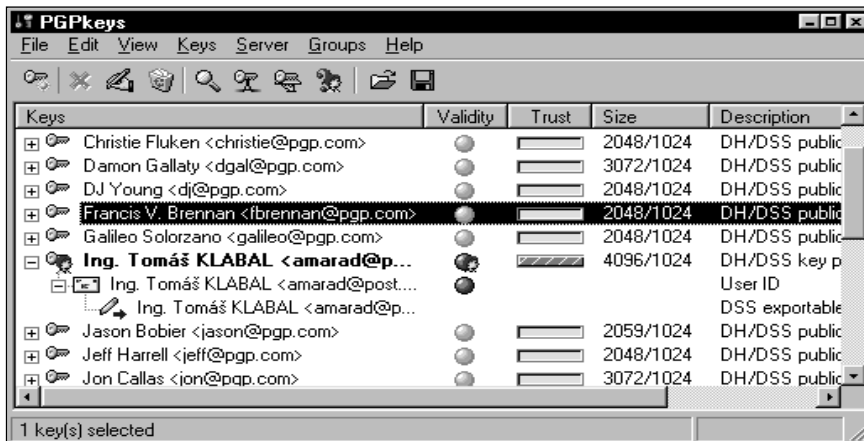 PGPkeys
File Edit View Keys Server Groups Help
Keys Validity Trust Size Description
Christie Fluken <christie@pgp.com> 2048/1024 DH/DSS public
Damon Gallaty <dgal@pgp.com> 3072/1024 DH/DSS public
DJ Young <dj@pgp.com> 2048/1024 DH/DSS public
Francis V. Brennan <fbrennan@pgp.com> 2048/1024 DH/DSS public
Galileo Solorzano <galileo@pgp.com> 2048/1024 DH/DSS public
Ing. Tomáš KLABAL <amarad@p... 4096/1024 DH/DSS key p
Ing. Tomáš KLABAL <amarad@post.... User ID
Ing. Tomáš KLABAL <amarad@p... DSS exportable
Jason Bobier <jason@pgp.com> 2059/1024 DH/DSS public
Jeff Harrell <jeff@pgp.com> 2048/1024 DH/DSS public
Jon Callas <jon@pgp.com> 3072/1024 DH/DSS public
1 key(s) selected